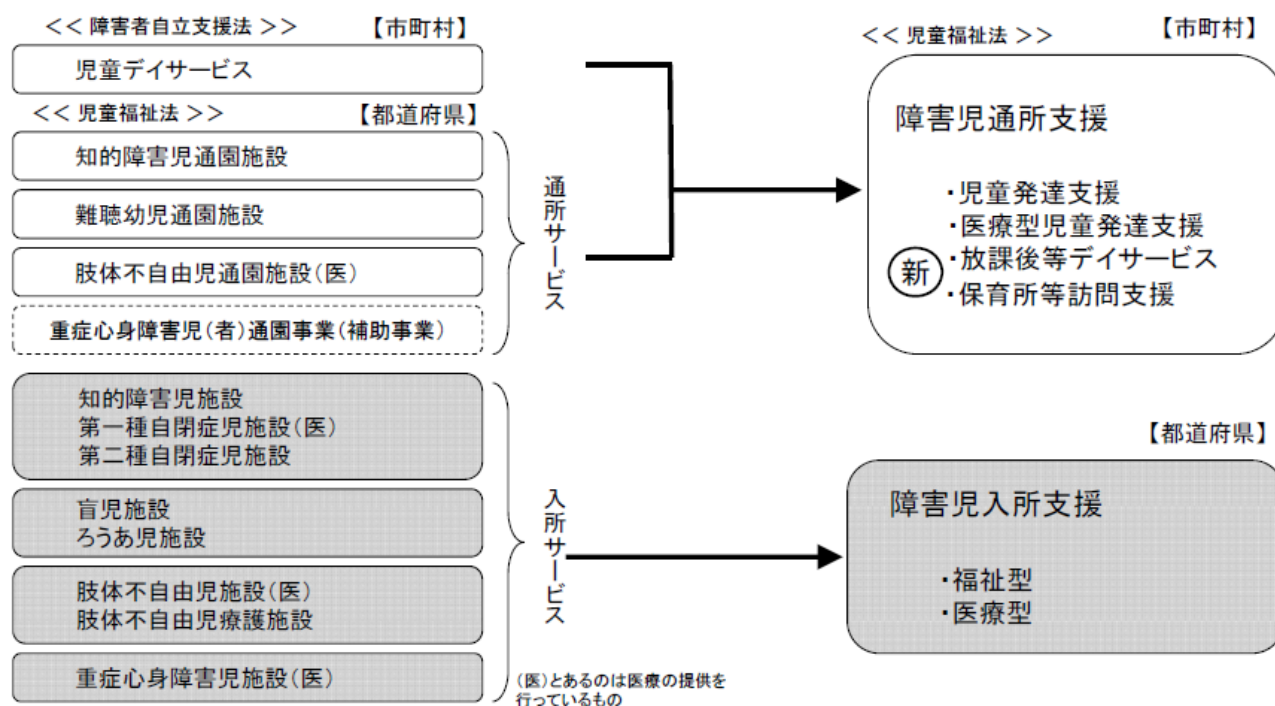 << 障害者自立支援法 >> 【市町村】
児童デイサービス
<< 児童福祉法 >> 【都道府県】
知的障害児通園施設
難聴幼児通園施設
肢体不自由児通園施設(医)
重症心身障害児(者)通園事業(補助事業)
通所サービス
知的障害児施設
第一種自閉症児施設(医)
第二種自閉症児施設
盲児施設
ろうあ児施設
肢体不自由児施設(医)
肢体不自由児療護施設
重症心身障害児施設(医)
入所サービス
(医)とあるのは医療の提供を
行っているもの
<< 児童福祉法 >> 【市町村】
障害児通所支援
・児童発達支援
・医療型児童発達支援
新 ・放課後等デイサービス
・保育所等訪問支援
【都道府県】
障害児入所支援
・福祉型
・医療型